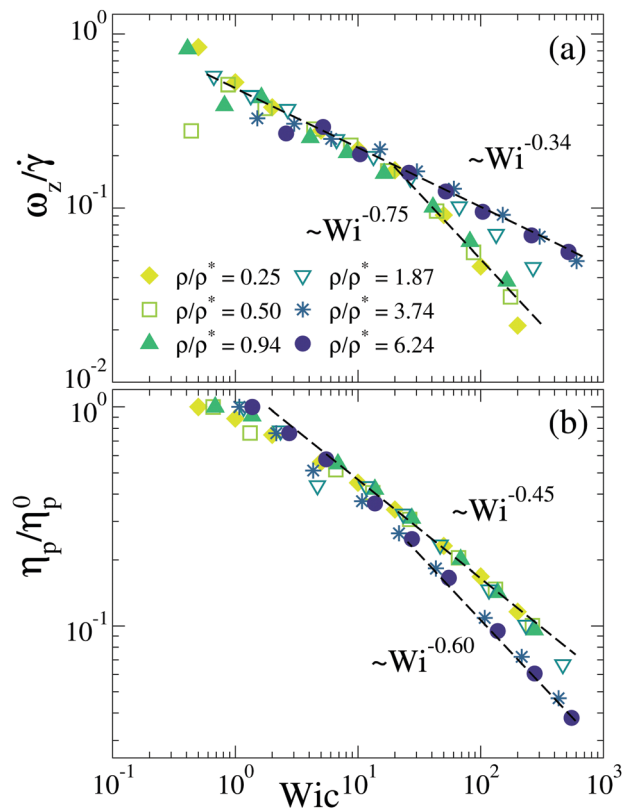 10^0
(a)
ω_z/γ̇
~Wi^-0.34
10^-1
~Wi^-0.75
ρ/ρ* = 0.25 ρ/ρ* = 1.87
ρ/ρ* = 0.50 ρ/ρ* = 3.74
ρ/ρ* = 0.94 ρ/ρ* = 6.24
10^-2
10^0
(b)
η_p/η_p^0
~Wi^-0.45
10^-1
~Wi^-0.60
10^-1 10^0 10^1 10^2 10^3
Wic